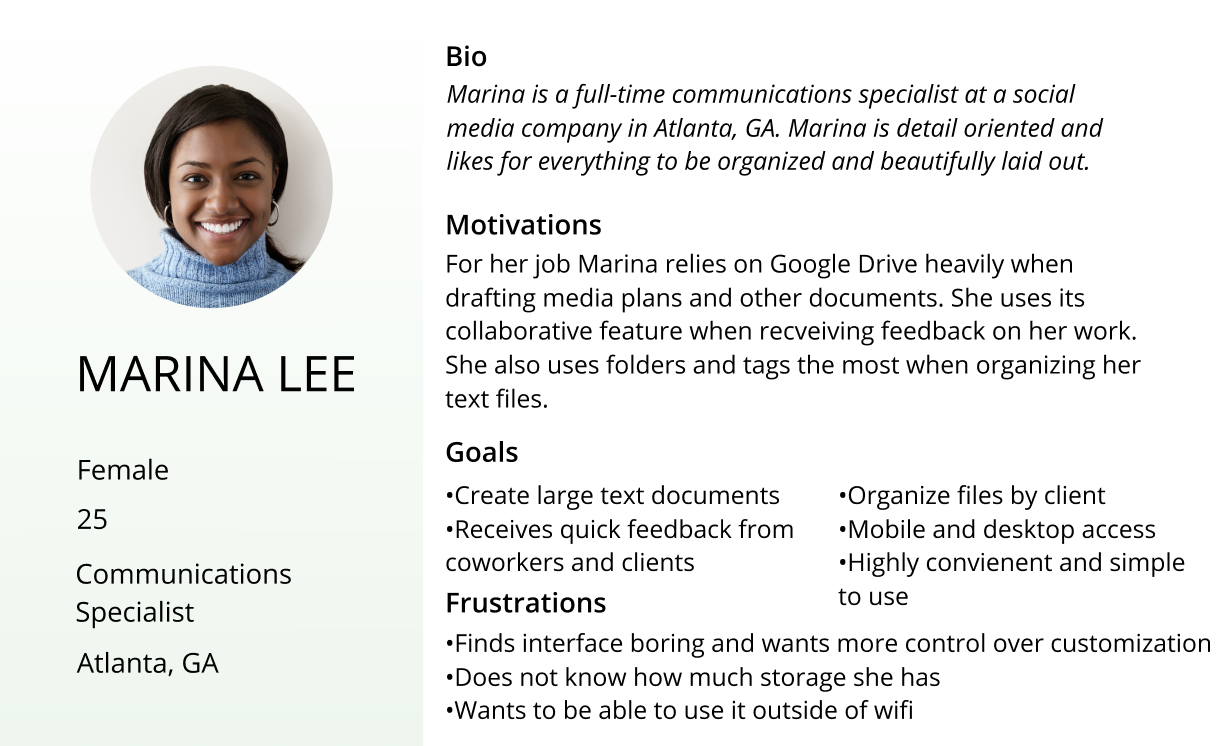 MARINA LEE
Female
25
Communications
Specialist
Atlanta, GA
Bio
Marina is a full-time communications specialist at a social
media company in Atlanta, GA. Marina is detail oriented and
likes for everything to be organized and beautifully laid out.
Motivations
For her job Marina relies on Google Drive heavily when
drafting media plans and other documents. She uses its
collaborative feature when recveiving feedback on her work.
She also uses folders and tags the most when organizing her
text files.
Goals
•Create large text documents
•Receives quick feedback from
coworkers and clients
•Organize files by client
•Mobile and desktop access
•Highly convienent and simple
to use
Frustrations
•Finds interface boring and wants more control over customization
•Does not know how much storage she has
•Wants to be able to use it outside of wifi